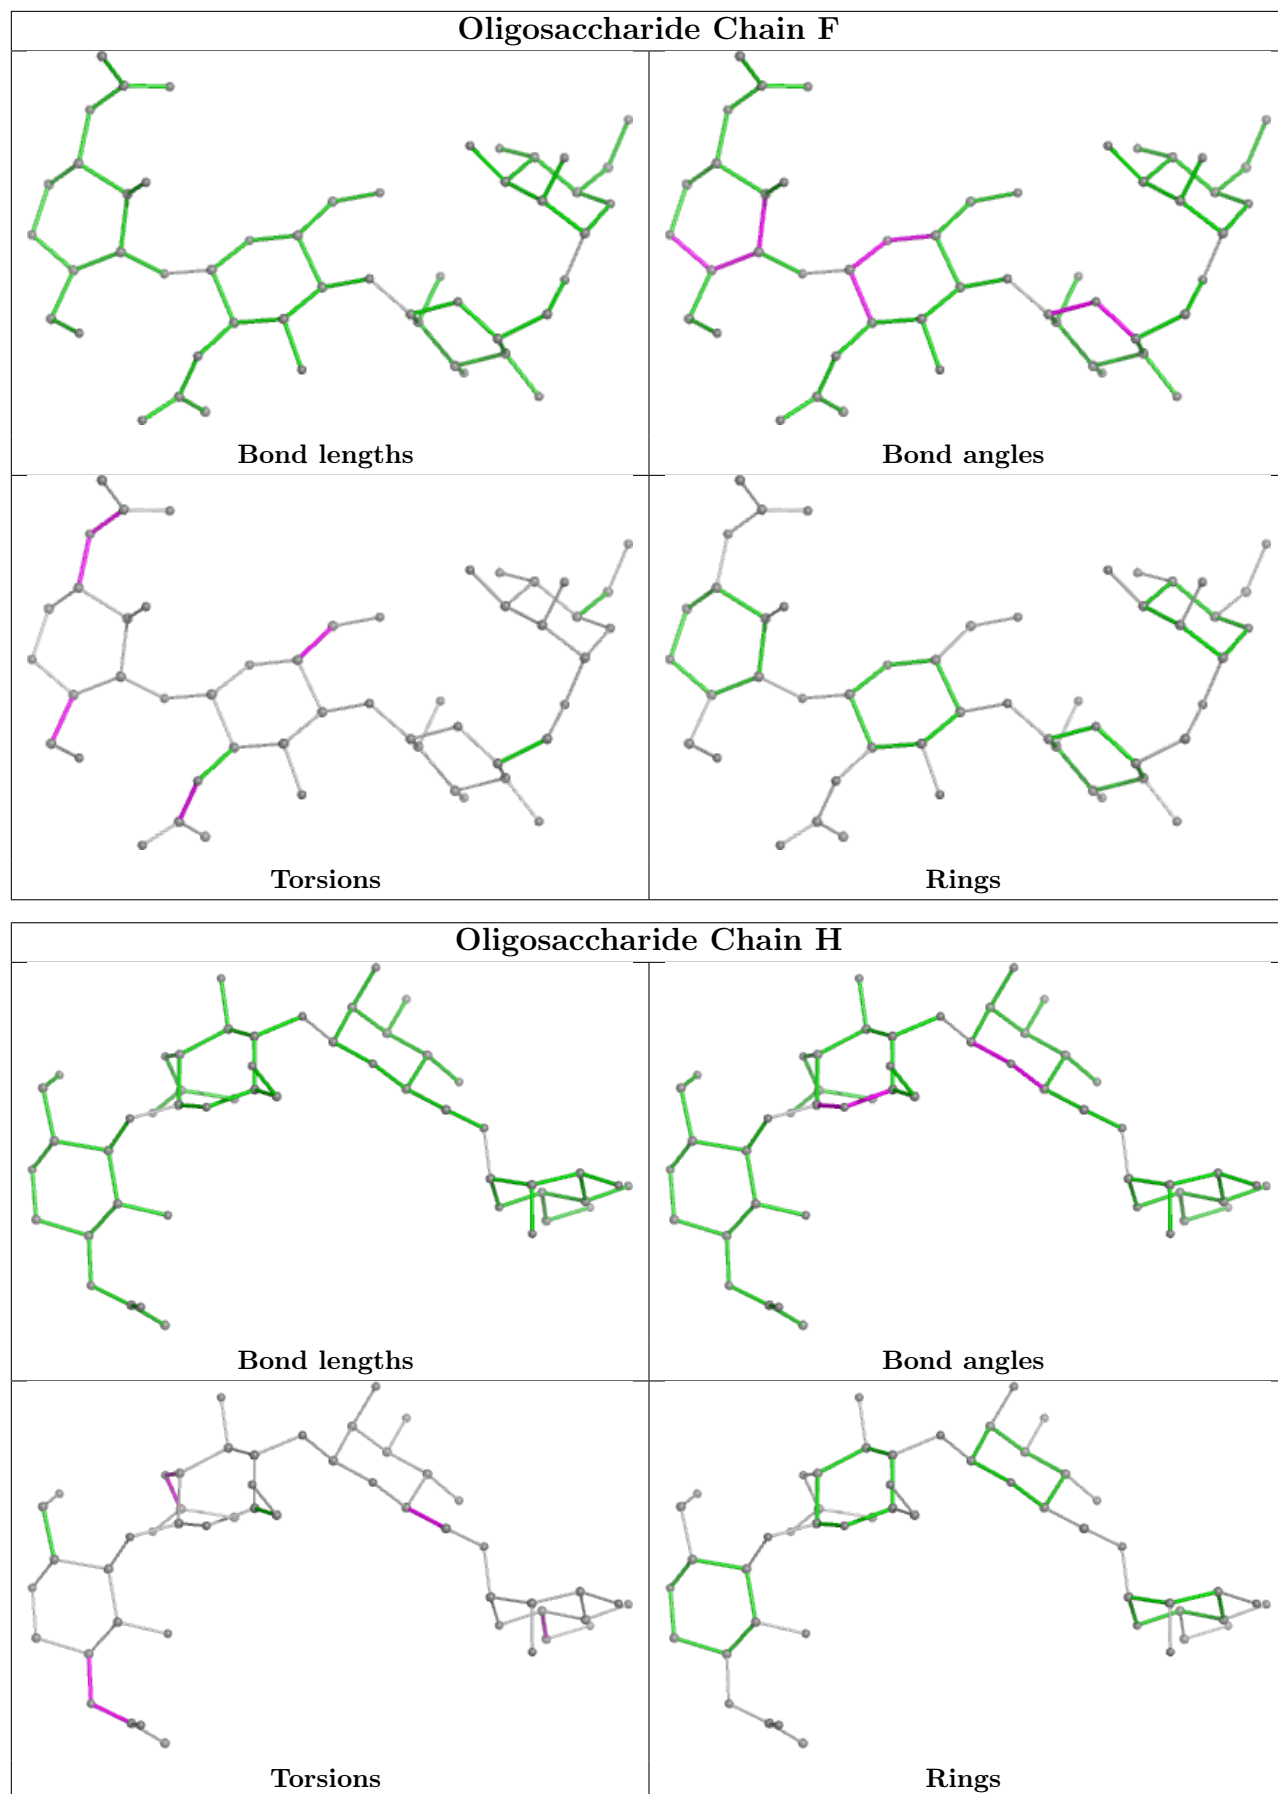 Oligosaccharide Chain F
Bond lengths
Bond angles
Torsions
Rings
Oligosaccharide Chain H
Bond lengths
Bond angles
Torsions
Rings